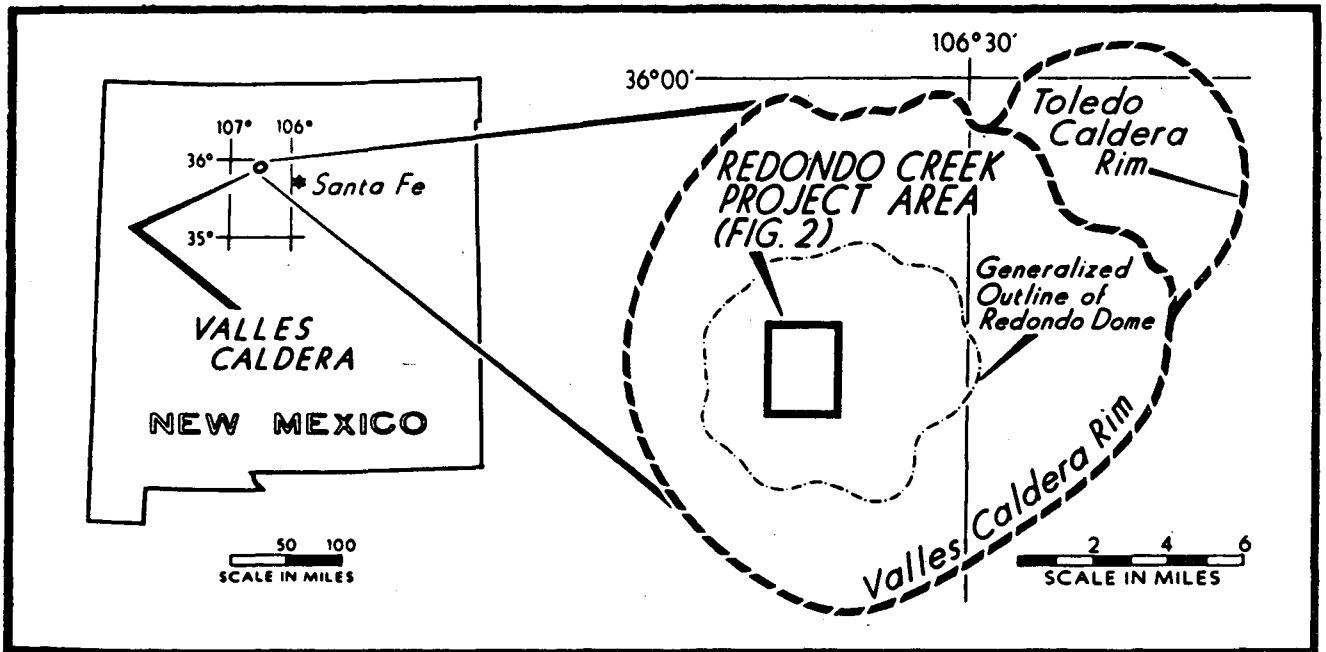 107° 106°
36°
Santa Fe
35°
VALLES
CALDERA
NEW MEXICO
50 100
SCALE IN MILES
106°30'
36°00'
Toledo
Caldera
Rim
REDONDO CREEK
PROJECT AREA
(FIG. 2)
Generalized
Outline of
Redondo Dome
Valles Caldera Rim
2 4 6
SCALE IN MILES